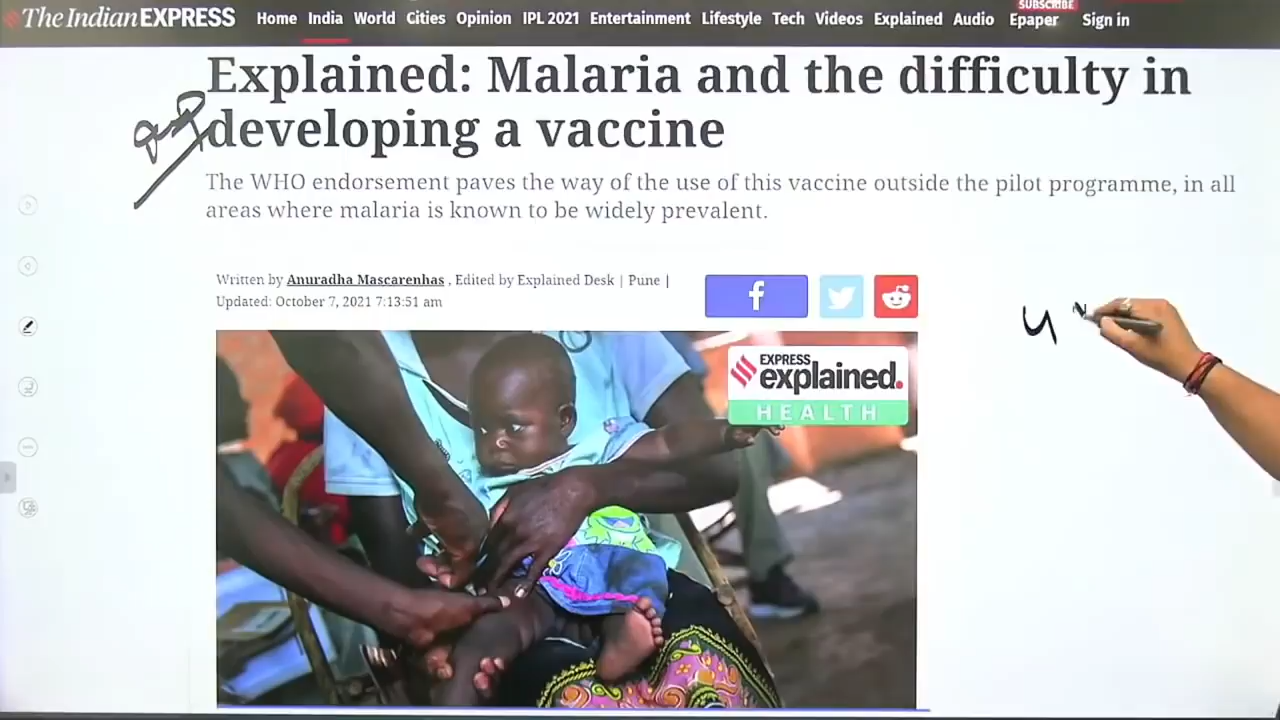 The Indian EXPRESS
Home India World Cities Opinion IPL 2021 Entertainment Lifestyle Tech Videos Explained Audio Epaper SUBSCRIBE Sign in
Explained: Malaria and the difficulty in
developing a vaccine
The WHO endorsement paves the way of the use of this vaccine outside the pilot programme, in all
areas where malaria is known to be widely prevalent.
Written by Anuradha Mascarenhas , Edited by Explained Desk | Pune |
Updated: October 7, 2021 7:13:51 am
f
EXPRESS
explained.
HEALTH